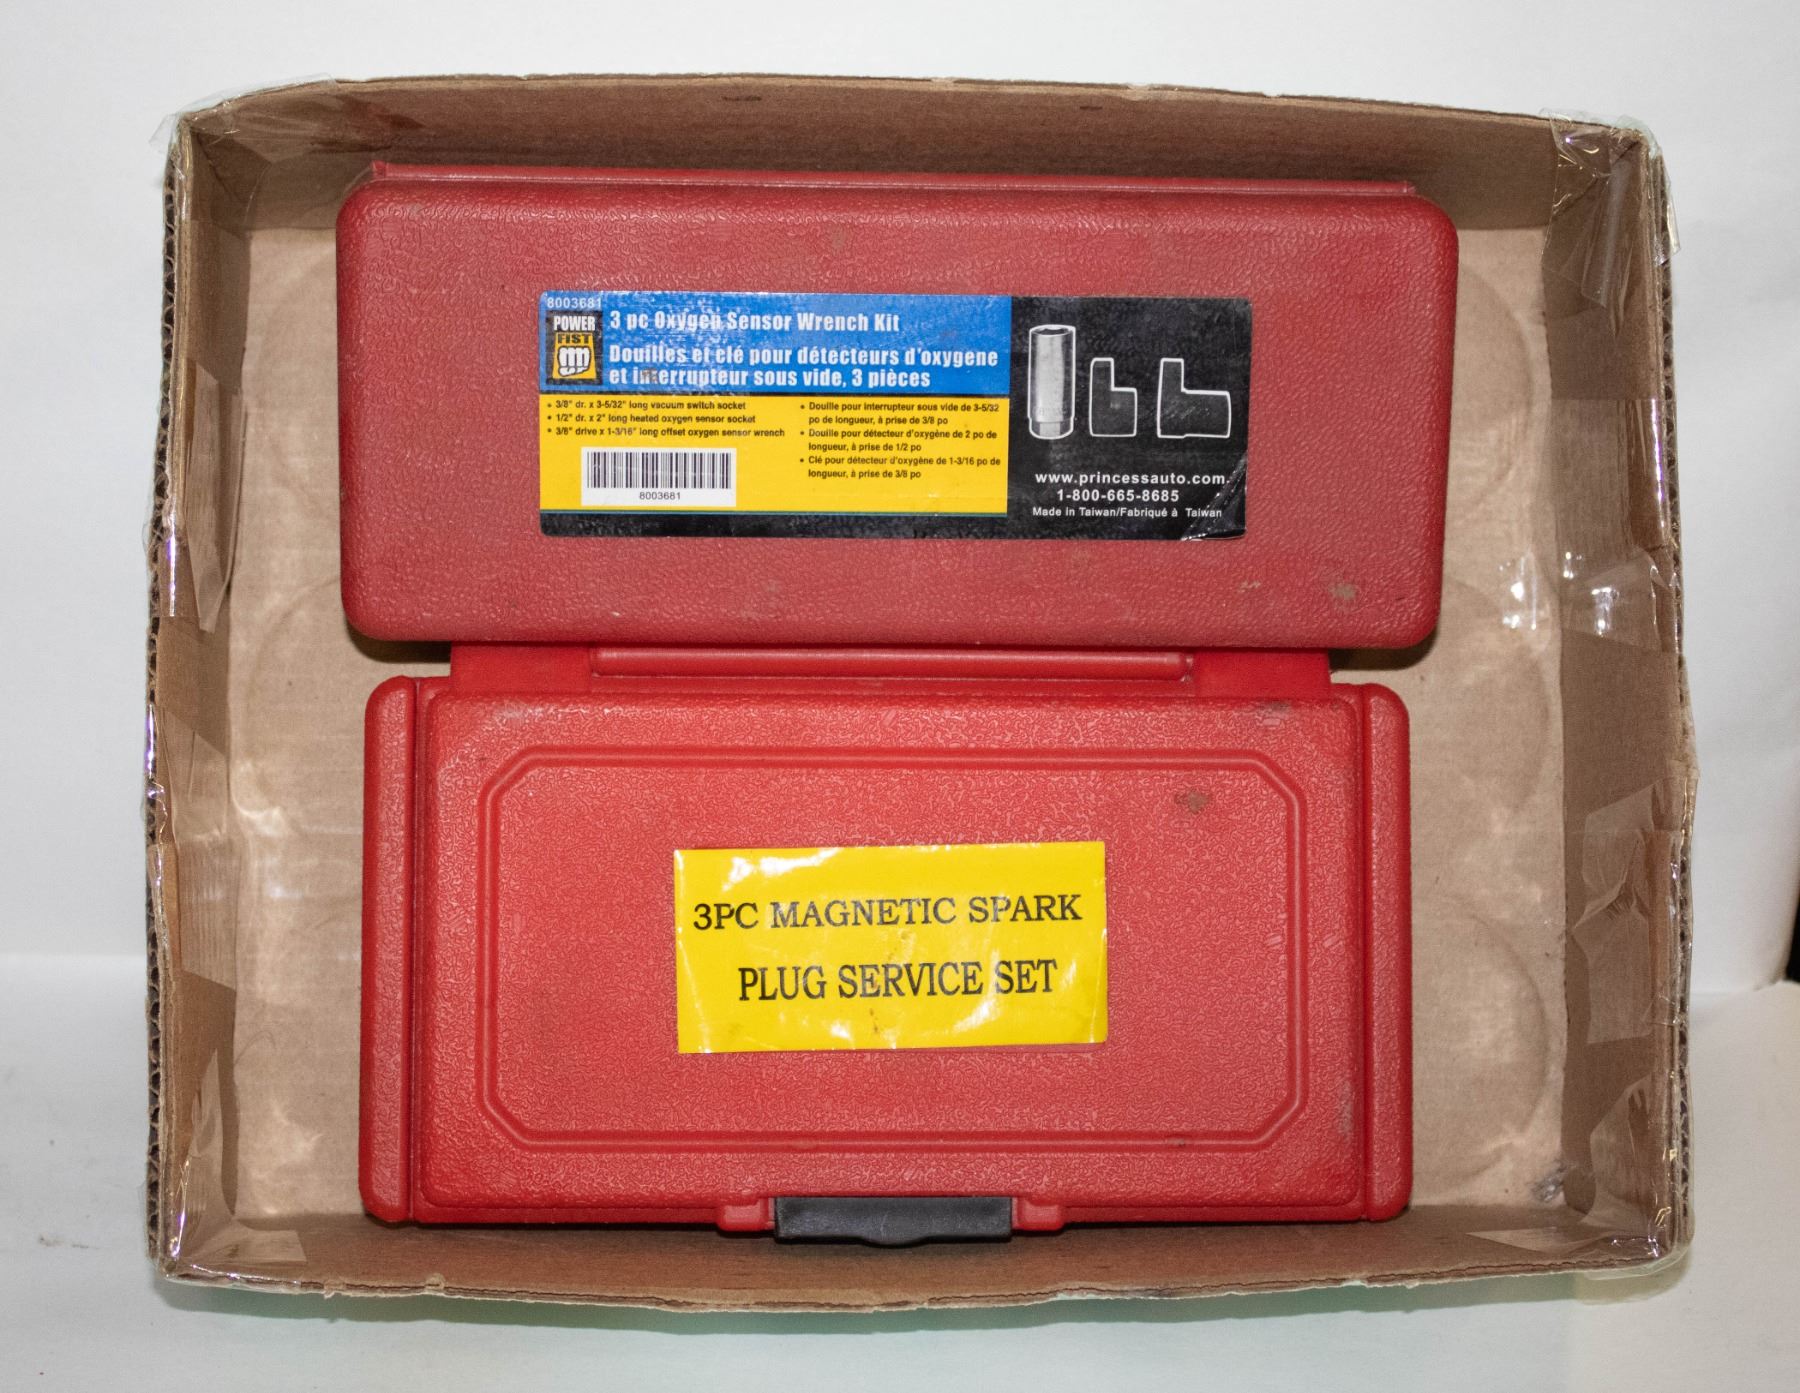 8003681
POWER
FIST
3 pc Oxygen Sensor Wrench Kit
Douilles et clé pour détecteurs d'oxygene
et interrupteur sous vide, 3 pièces
• 3/8" dr. x 3-5/32" long vacuum switch socket
• 1/2" dr. x 2" long heated oxygen sensor socket
• 3/8" drive x 1-3/16" long offset oxygen sensor wrench
8003681
• Douille pour interrupteur sous vide de 3-5/32
po de longueur, à prise de 3/8 po
• Douille pour détecteur d'oxygène de 2 po de
longueur, à prise de 1/2 po
• Clé pour détecteur d'oxygène de 1-3/16 po de
longueur, à prise de 3/8 po
www.princessauto.com
1-800-665-8685
Made in Taiwan/Fabriqué à Taiwan
3PC MAGNETIC SPARK
PLUG SERVICE SET